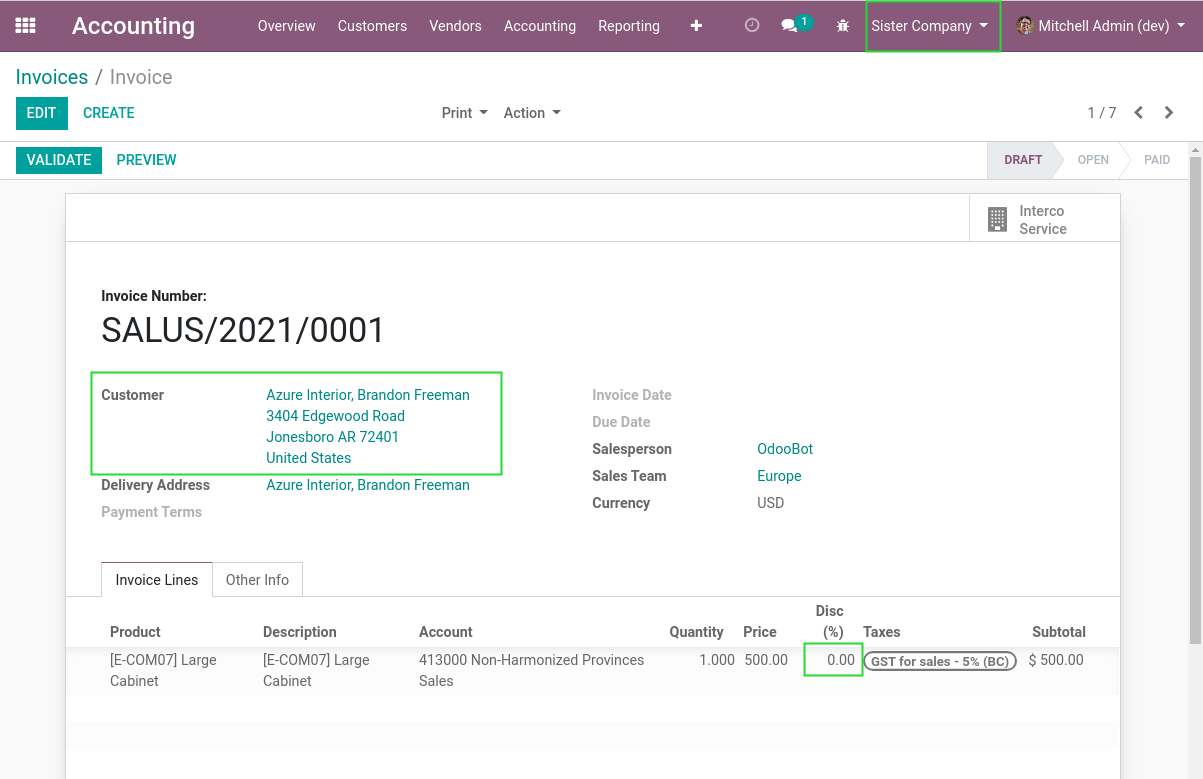 Accounting Overview Customers Vendors Accounting Reporting 1 Sister Company Mitchell Admin (dev)
Invoices / Invoice
EDIT CREATE Print Action 1 / 7
VALIDATE PREVIEW DRAFT OPEN PAID
Interco
Service
Invoice Number:
SALUS/2021/0001
Customer Azure Interior, Brandon Freeman Invoice Date
3404 Edgewood Road Due Date
Jonesboro AR 72401 Salesperson OdooBot
United States
Sales Team Europe
Delivery Address Azure Interior, Brandon Freeman
Currency USD
Payment Terms
Invoice Lines Other Info
Product Description Account Quantity Price Disc (%) Taxes Subtotal
[E-COM07] Large [E-COM07] Large 413000 Non-Harmonized Provinces 1.000 500.00 0.00 GST for sales - 5% (BC) $ 500.00
Cabinet Cabinet Sales